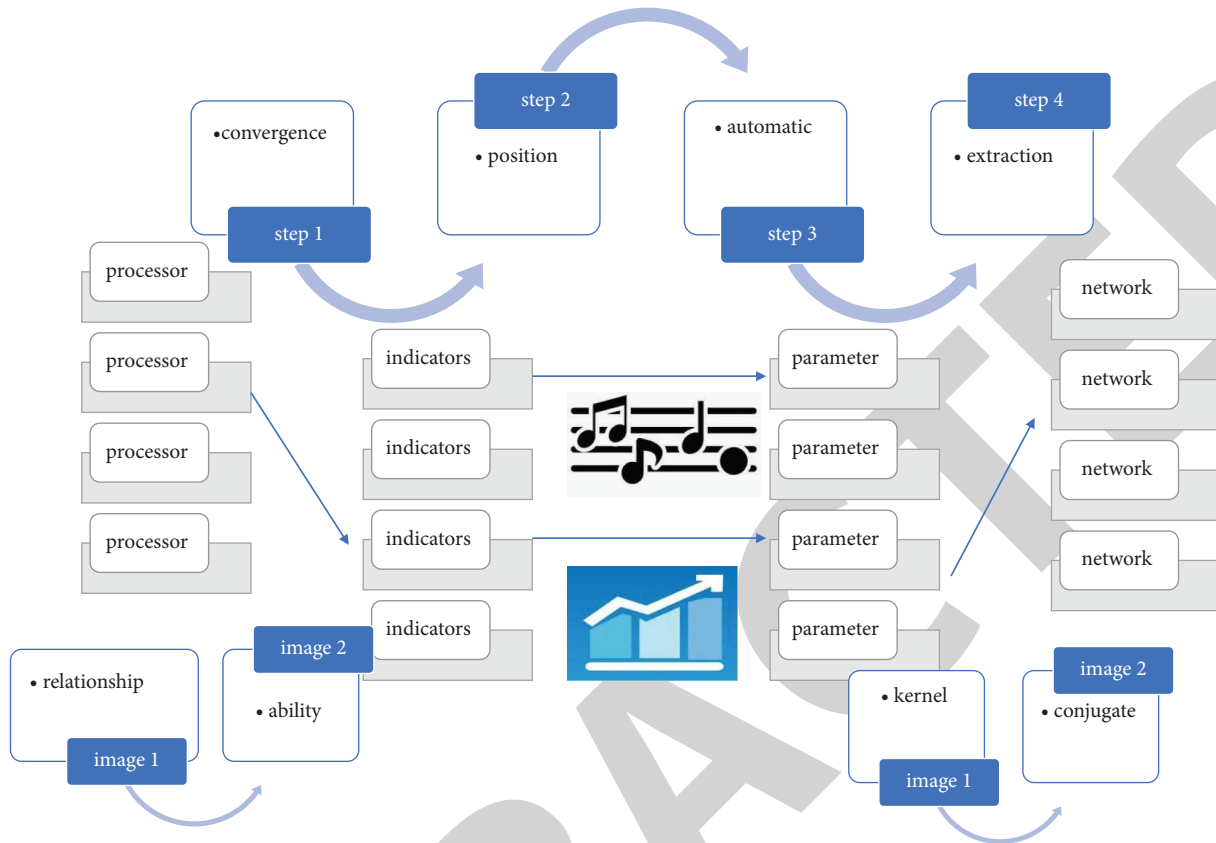 step 2
step 4
•convergence
• automatic
• position
• extraction
step 1
step 3
processor
network
processor
indicators
parameter
network
processor
indicators
parameter
network
processor
indicators
parameter
network
indicators
parameter
image 2
image 2
• relationship
• kernel
• ability
• conjugate
image 1
image 1